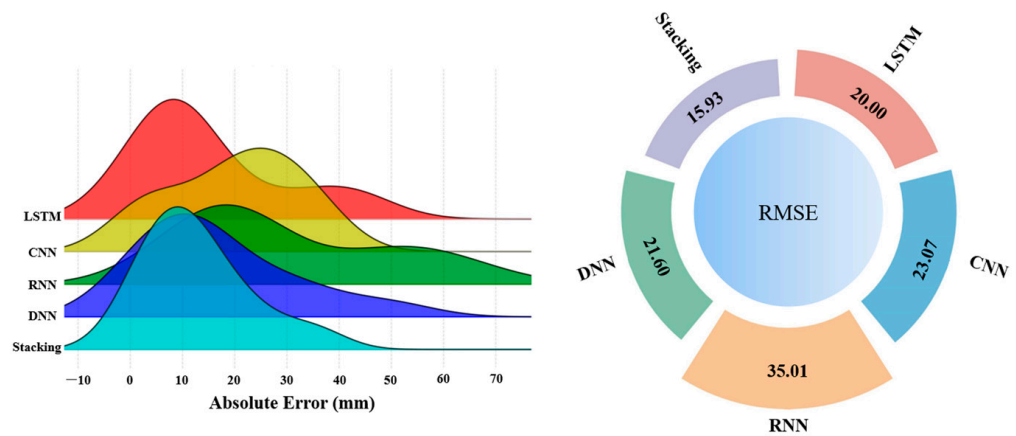 LSTM
CNN
RNN
DNN
Stacking
−10 0 10 20 30 40 50 60 70
Absolute Error (mm)
Stacking
LSTM
15.93
20.00
RMSE
DNN
21.60
23.07
CNN
35.01
RNN